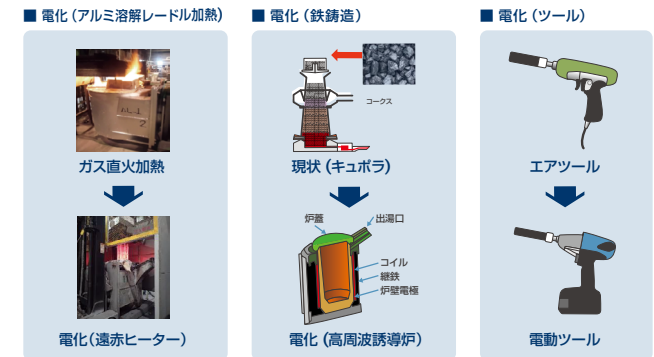 ■ 電化（アルミ溶解レードル加熱）
ガス直火加熱
電化（遠赤ヒーター）
■ 電化（鉄鋳造）
コークス
現状（キュポラ）
炉蓋
出湯口
コイル
継鉄
炉壁電極
電化（高周波誘導炉）
■ 電化（ツール）
エアツール
電動ツール